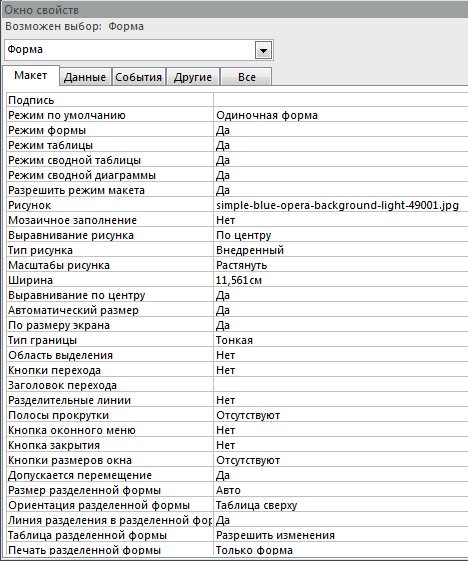 Окно свойств
Возможен выбор: Форма
Форма
Макет Данные События Другие Все
Подпись
Режим по умолчанию Одиночная форма
Режим формы Да
Режим таблицы Да
Режим сводной таблицы Да
Режим сводной диаграммы Да
Разрешить режим макета Да
Рисунок simple-blue-opera-background-light-49001.jpg
Мозаичное заполнение Нет
Выравнивание рисунка По центру
Тип рисунка Внедренный
Масштабы рисунка Растянуть
Ширина 11,561см
Выравнивание по центру Да
Автоматический размер Да
По размеру экрана Да
Тип границы Тонкая
Область выделения Нет
Кнопки перехода Нет
Заголовок перехода
Разделительные линии Нет
Полосы прокрутки Отсутствуют
Кнопка оконного меню Нет
Кнопка закрытия Нет
Кнопки размеров окна Отсутствуют
Допускается перемещение Да
Размер разделенной формы Авто
Ориентация разделенной формы Таблица сверху
Линия разделения в разделенной фор Да
Таблица разделенной формы Разрешить изменения
Печать разделенной формы Только форма